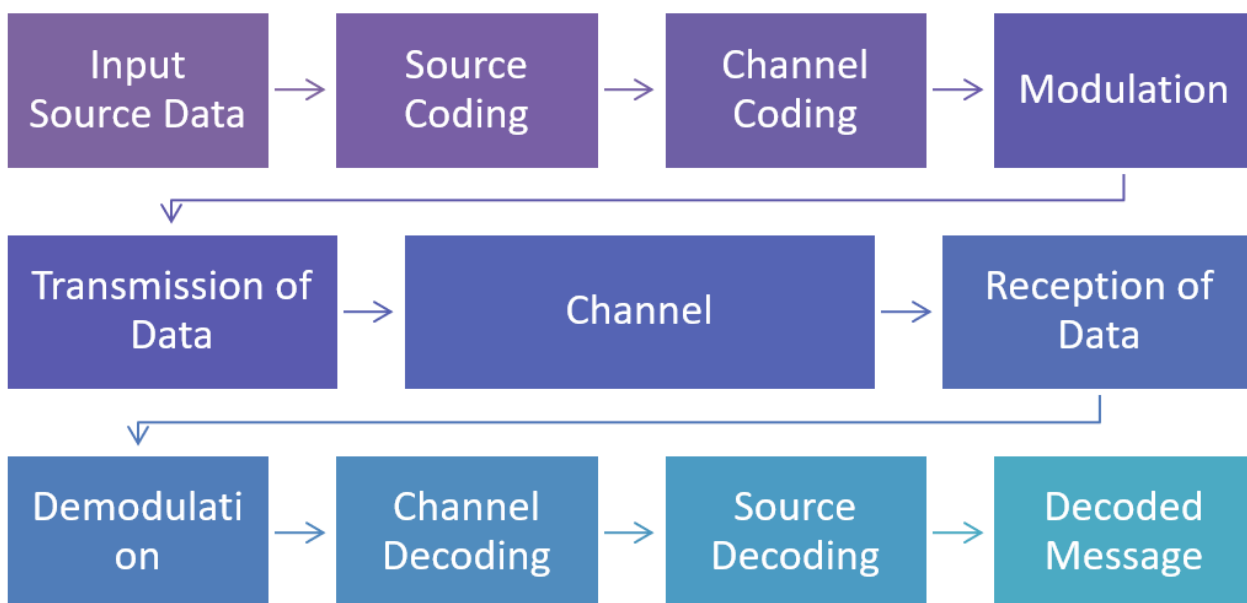 Input
Source Data
Source
Coding
Channel
Coding
Modulation
Transmission of
Data
Channel
Reception of
Data
Demodulati
on
Channel
Decoding
Source
Decoding
Decoded
Message